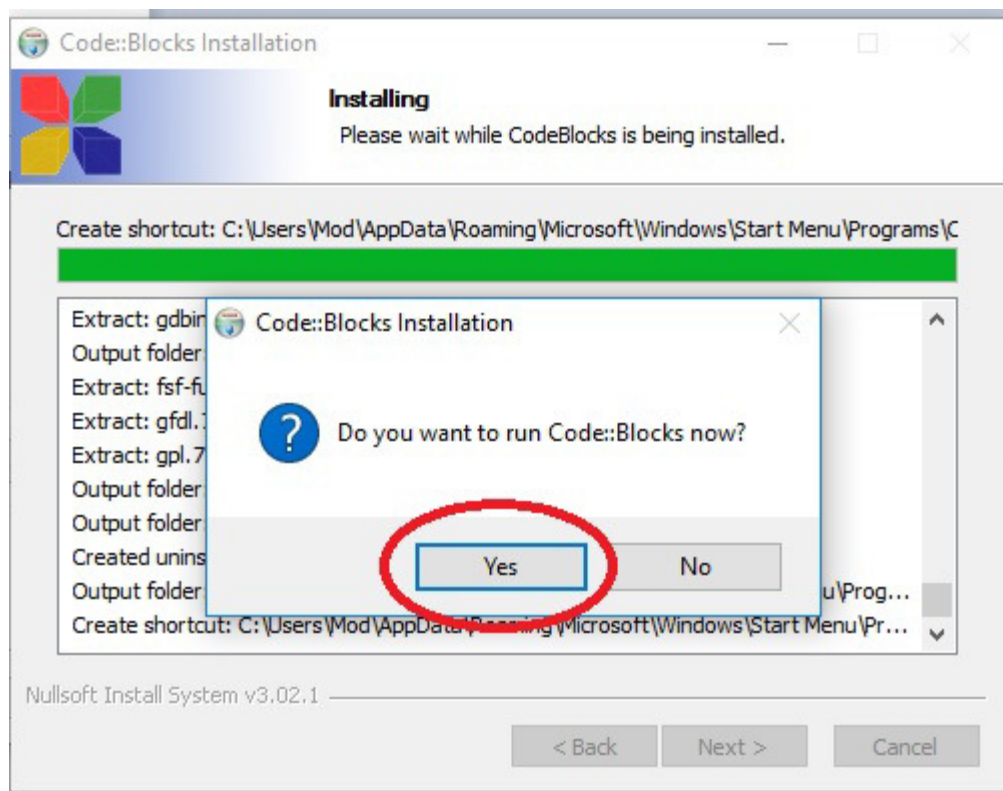 Code::Blocks Installation
Installing
Please wait while CodeBlocks is being installed.
Create shortcut: C:\Users\Mod\AppData\Roaming\Microsoft\Windows\Start Menu\Programs\C
Extract: gdbin
Output folder
Extract: fsf-fu
Extract: gfdl.7
Extract: gpl.7
Output folder
Output folder
Created unins
Output folder
u\Prog...
Create shortcut: C:\Users\Mod\AppData\Roaming\Microsoft\Windows\Start Menu\Pr...
Code::Blocks Installation
Do you want to run Code::Blocks now?
Yes No
Nullsoft Install System v3.02.1
< Back Next > Cancel